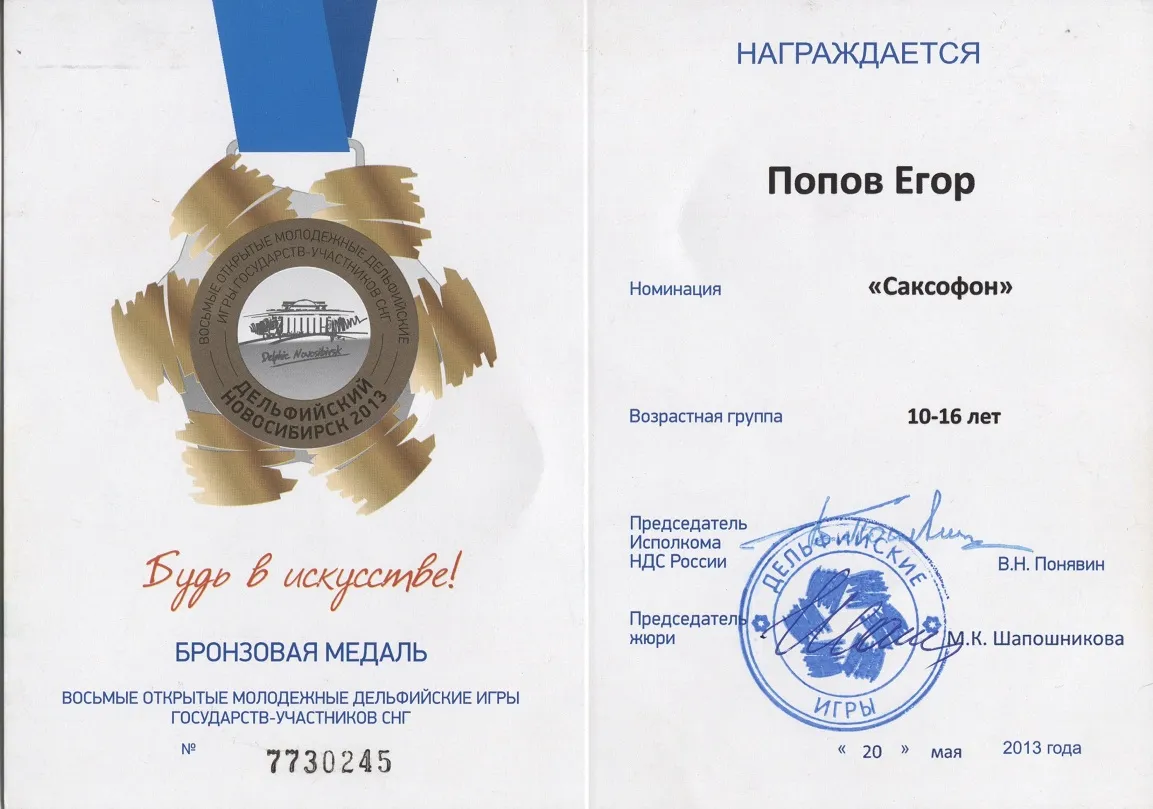 ВОСЬМЫЕ ОТКРЫТЫЕ МОЛОДЕЖНЫЕ ДЕЛЬФИЙСКИЕ
ИГРЫ ГОСУДАРСТВ-УЧАСТНИКОВ СНГ
Delphic Novosibirsk
ДЕЛЬФИЙСКИЙ
НОВОСИБИРСК 2013
Будь в искусстве!
БРОНЗОВАЯ МЕДАЛЬ
ВОСЬМЫЕ ОТКРЫТЫЕ МОЛОДЕЖНЫЕ ДЕЛЬФИЙСКИЕ ИГРЫ
ГОСУДАРСТВ-УЧАСТНИКОВ СНГ
№ 7730245
НАГРАЖДАЕТСЯ
Попов Егор
Номинация «Саксофон»
Возрастная группа 10-16 лет
Председатель
Исполкома
НДС России В.Н. Понявин
Председатель
жюри М.К. Шапошникова
ДЕЛЬФИЙСКИЕ
ИГРЫ
« 20 » мая 2013 года